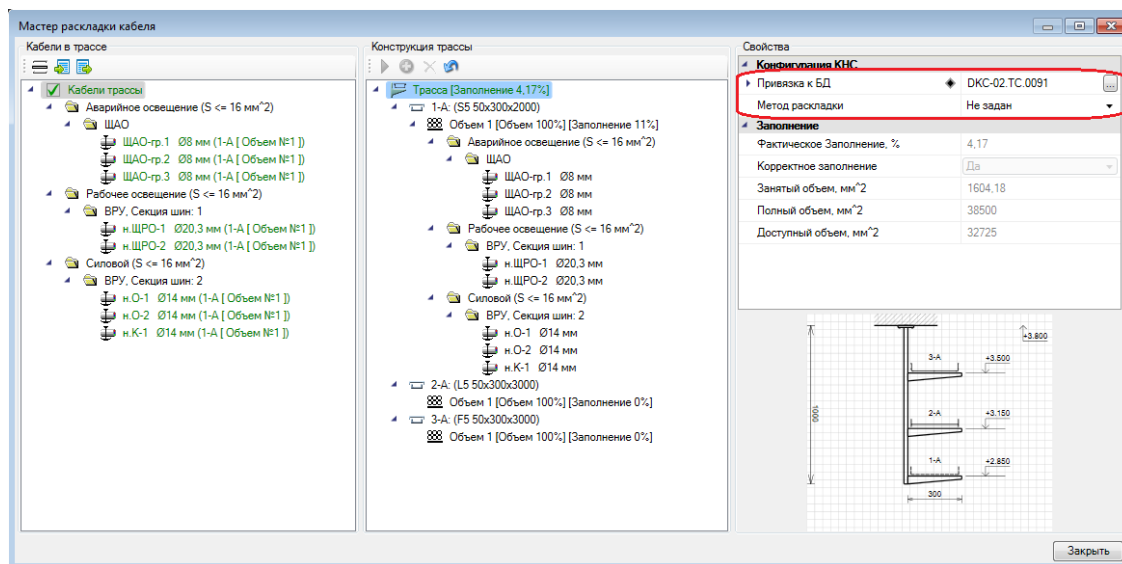 Мастер раскладки кабеля
Кабели в трассе
Кабели трассы
Аварийное освещение (S <= 16 мм^2)
ЩАО
ЩАО-гр.1 Ø8 мм (1-А [ Объем №1 ])
ЩАО-гр.2 Ø8 мм (1-А [ Объем №1 ])
ЩАО-гр.3 Ø8 мм (1-А [ Объем №1 ])
Рабочее освещение (S <= 16 мм^2)
ВРУ, Секция шин: 1
н.ЩРО-1 Ø20,3 мм (1-А [ Объем №1 ])
н.ЩРО-2 Ø20,3 мм (1-А [ Объем №1 ])
Силовой (S <= 16 мм^2)
ВРУ, Секция шин: 2
н.О-1 Ø14 мм (1-А [ Объем №1 ])
н.О-2 Ø14 мм (1-А [ Объем №1 ])
н.К-1 Ø14 мм (1-А [ Объем №1 ])
Конструкция трассы
Трасса [Заполнение 4,17%]
1-А: (S5 50x300x2000)
Объем 1 [Объем 100%] [Заполнение 11%]
Аварийное освещение (S <= 16 мм^2)
ЩАО
ЩАО-гр.1 Ø8 мм
ЩАО-гр.2 Ø8 мм
ЩАО-гр.3 Ø8 мм
Рабочее освещение (S <= 16 мм^2)
ВРУ, Секция шин: 1
н.ЩРО-1 Ø20,3 мм
н.ЩРО-2 Ø20,3 мм
Силовой (S <= 16 мм^2)
ВРУ, Секция шин: 2
н.О-1 Ø14 мм
н.О-2 Ø14 мм
н.К-1 Ø14 мм
2-А: (L5 50x300x3000)
Объем 1 [Объем 100%] [Заполнение 0%]
3-А: (F5 50x300x3000)
Объем 1 [Объем 100%] [Заполнение 0%]
Свойства
Конфигурация КНС
Привязка к БД DKC-02.TC.0091 ...
Метод раскладки Не задан
Заполнение
Фактическое Заполнение, % 4,17
Корректное заполнение Да
Занятый объем, мм^2 1604,18
Полный объем, мм^2 38500
Доступный объем, мм^2 32725
+3.800
3-А +3.500
1000
2-А +3.150
1-А +2.850
300
Закрыть